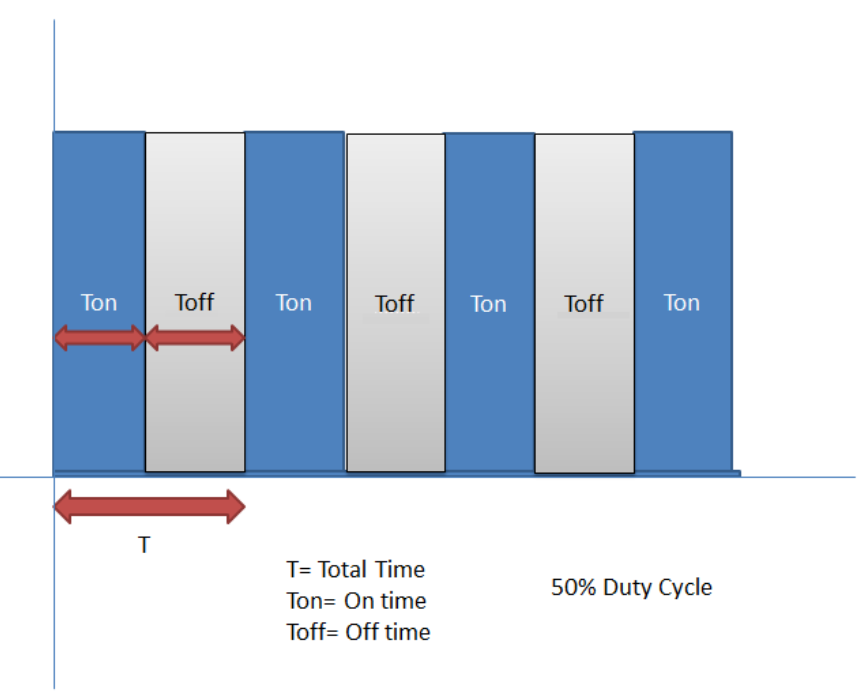 Ton
Toff
Ton
Toff
Ton
Toff
Ton
T
T= Total Time
Ton= On time
Toff= Off time
50% Duty Cycle